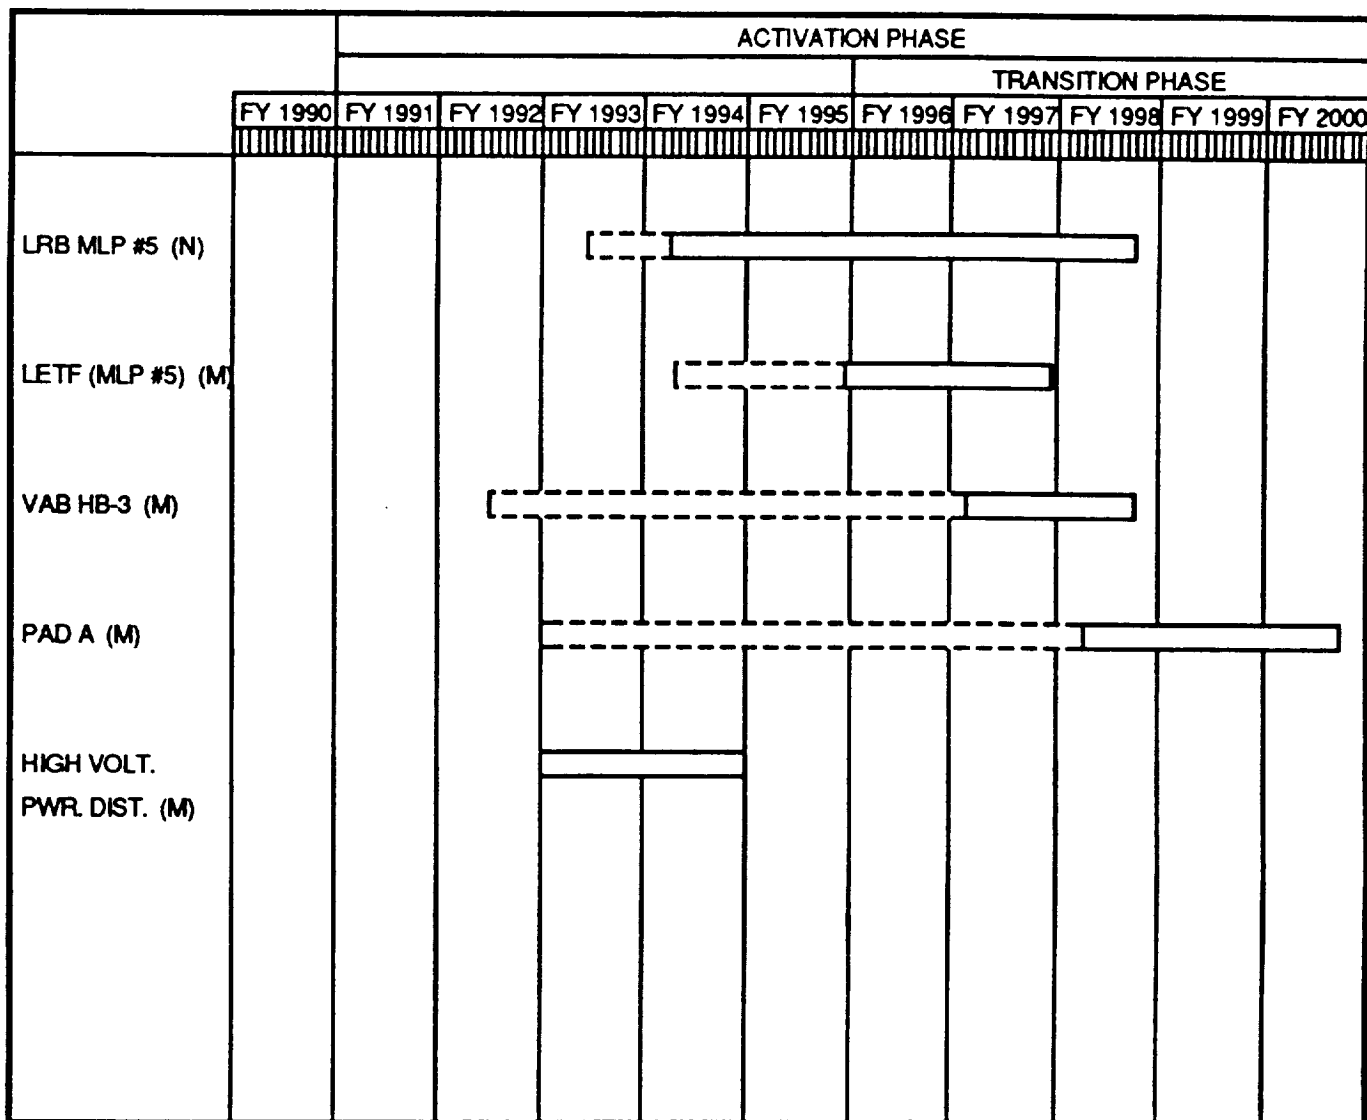 ACTIVATION PHASE
TRANSITION PHASE
FY 1990 FY 1991 FY 1992 FY 1993 FY 1994 FY 1995 FY 1996 FY 1997 FY 1998 FY 1999 FY 2000
LRB MLP #5 (N)
LETF (MLP #5) (M)
VAB HB-3 (M)
PAD A (M)
HIGH VOLT.
PWR. DIST. (M)